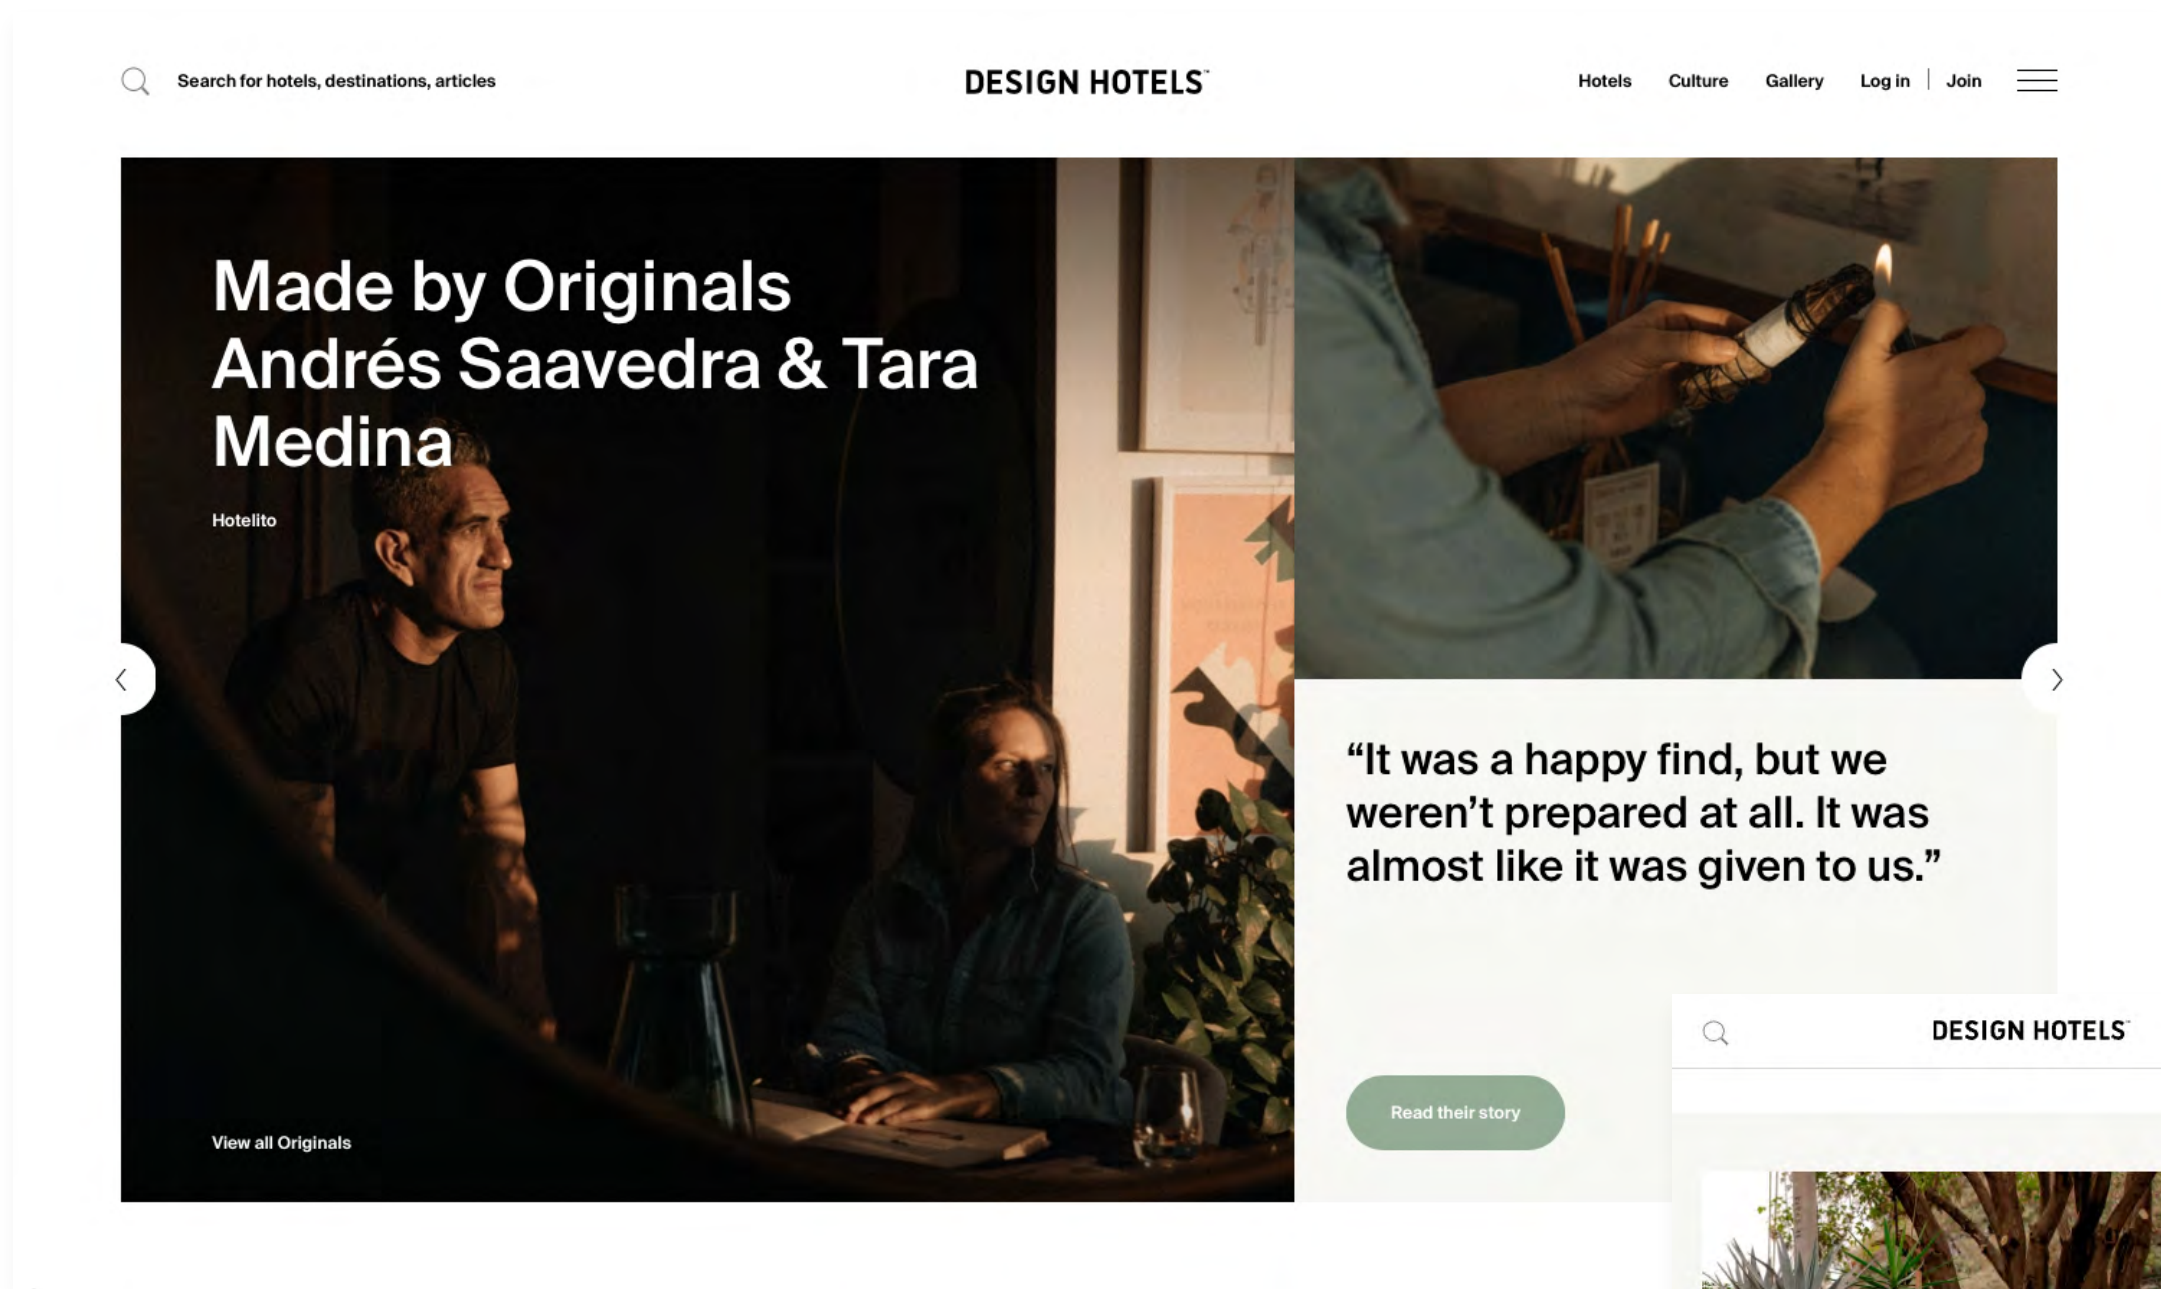 Search for hotels, destinations, articles
DESIGN HOTELS™
Hotels
Culture
Gallery
Log in
Join
Made by Originals
Andrés Saavedra & Tara
Medina
Hotelito
“It was a happy find, but we
weren’t prepared at all. It was
almost like it was given to us.”
Read their story
View all Originals
DESIGN HOTELS™